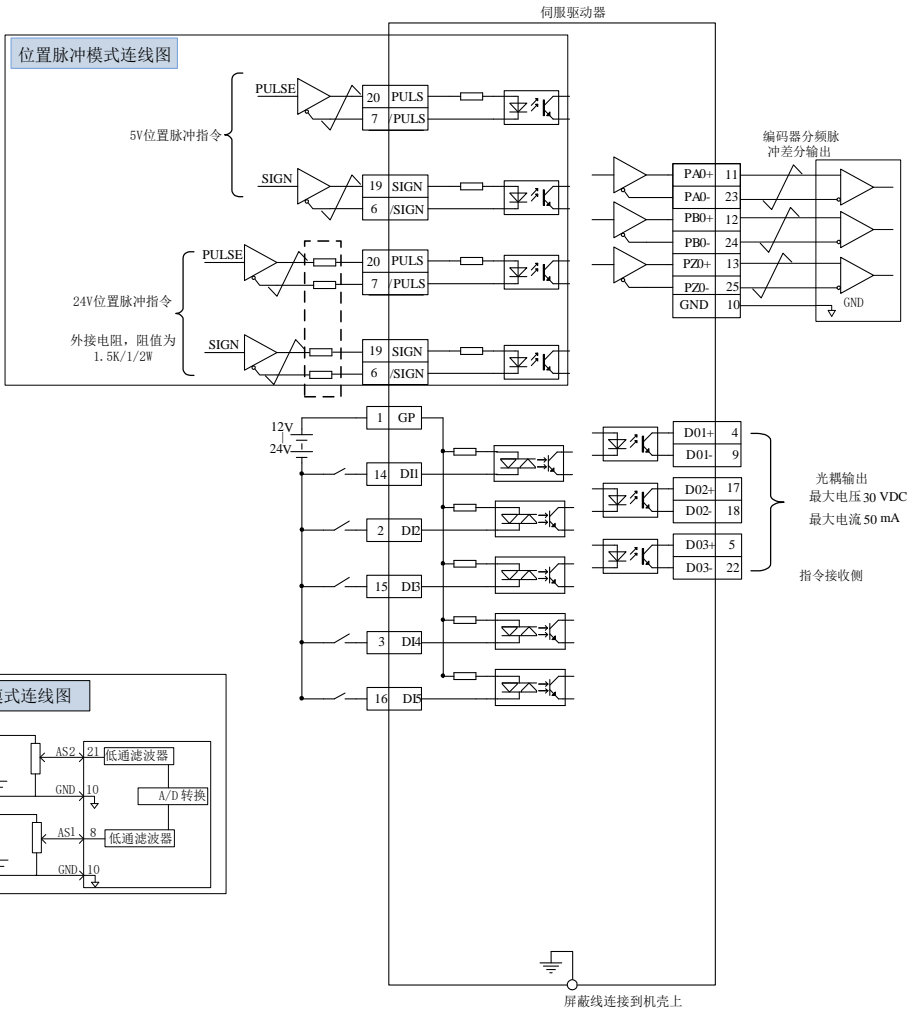 伺服驱动器
位置脉冲模式连线图
PULSE
20 PULS
7 /PULS
5V位置脉冲指令
SIGN
19 SIGN
6 /SIGN
PULSE
20 PULS
7 /PULS
24V位置脉冲指令
外接电阻，阻值为
1.5K/1/2W
SIGN
19 SIGN
6 /SIGN
编码器分频脉
冲差分输出
PA0+ 11
PA0- 23
PB0+ 12
PB0- 24
PZ0+ 13
PZ0- 25
GND 10
GND
1 GP
12V
24V
14 DI1
2 DI2
15 DI3
3 DI4
16 DI5
D01+ 4
D01- 9
D02+ 17
D02- 18
D03+ 5
D03- 22
光耦输出
最大电压30 VDC
最大电流50 mA
指令接收侧
式连线图
AS2 21 低通滤波器
GND 10
A/D转换
AS1 8 低通滤波器
GND 10
屏蔽线连接到机壳上